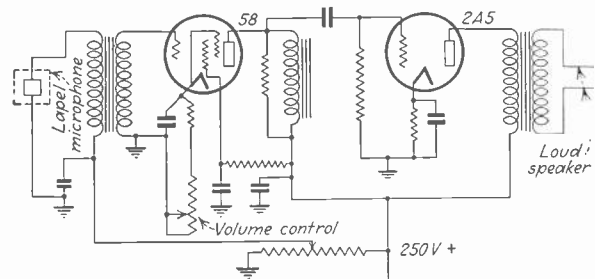 58
2A5
Lapel
microphone
Loud
speaker
Volume control
250V +